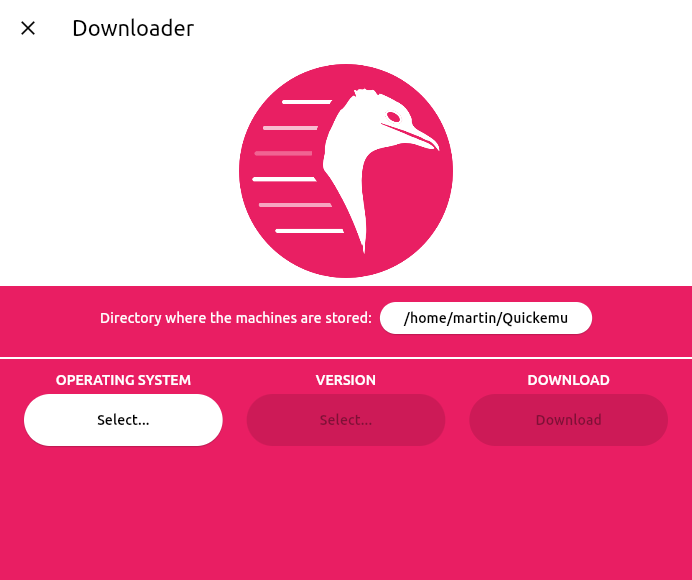 Downloader
Directory where the machines are stored: /home/martin/Quickemu
OPERATING SYSTEM VERSION DOWNLOAD
Select... Select... Download